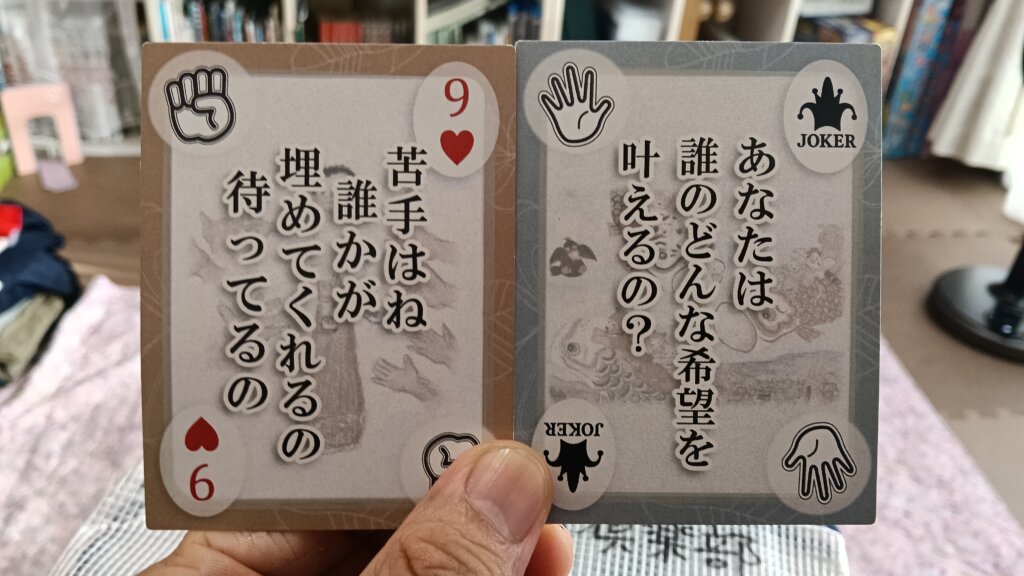 9
苦手はね
誰かが
埋めてくれるの
待ってるの
9
JOKER
あなたは
誰のどんな希望を
叶えるの?
JOKER